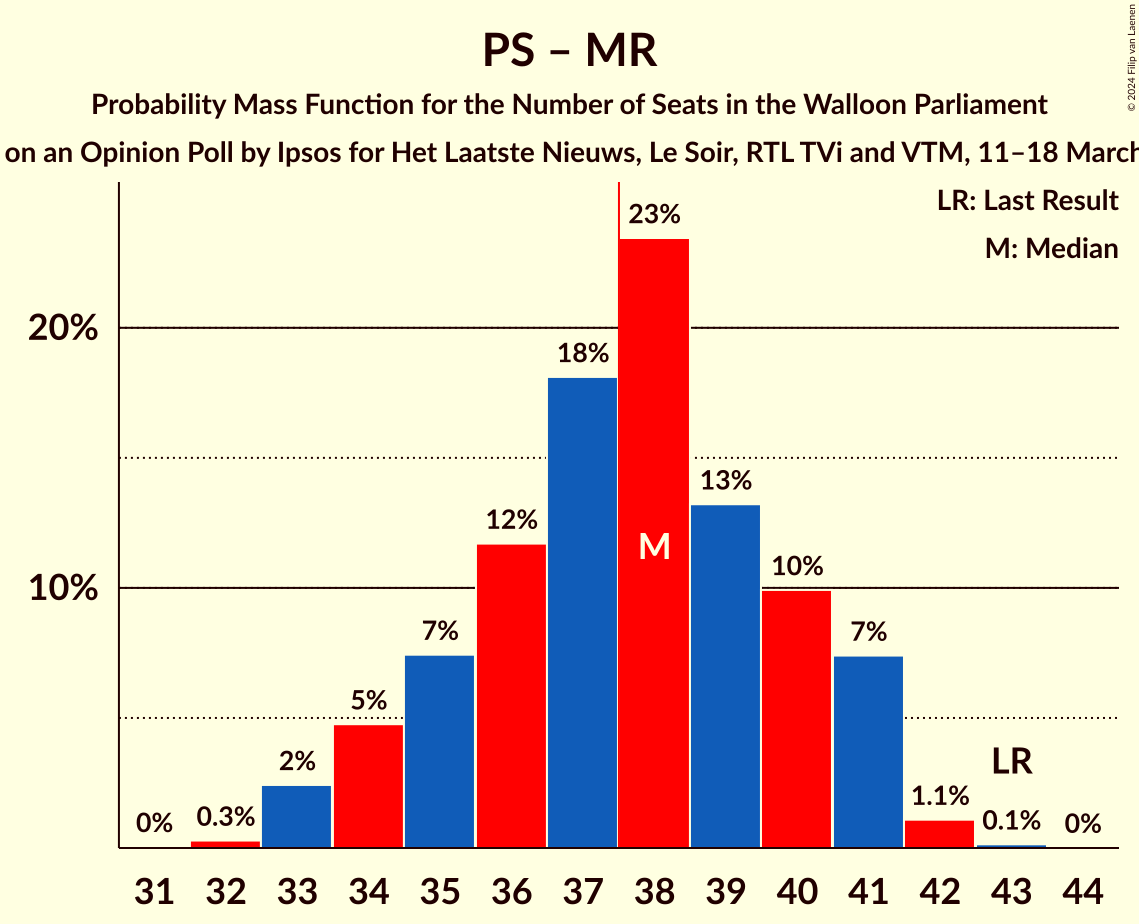 PS – MR
Probability Mass Function for the Number of Seats in the Walloon Parliament
on an Opinion Poll by Ipsos for Het Laatste Nieuws, Le Soir, RTL TVi and VTM, 11–18 March
© 2024 Filip van Laenen
LR: Last Result
M: Median
20%
10%
0%
0.3%
2%
5%
7%
12%
18%
23%
13%
10%
7%
1.1%
0.1%
0%
M
LR
31 32 33 34 35 36 37 38 39 40 41 42 43 44